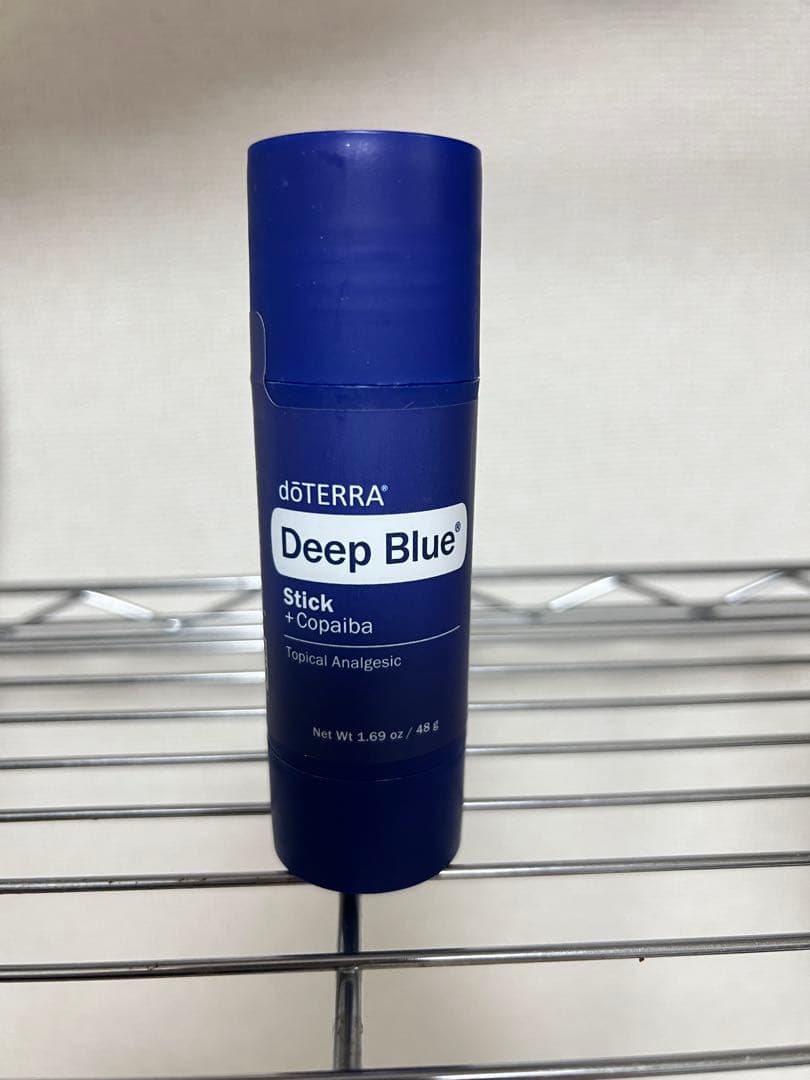 dōTERRA®
Deep Blue®
Stick
+Copaiba
Topical Analgesic
Net Wt 1.69 oz / 48 g